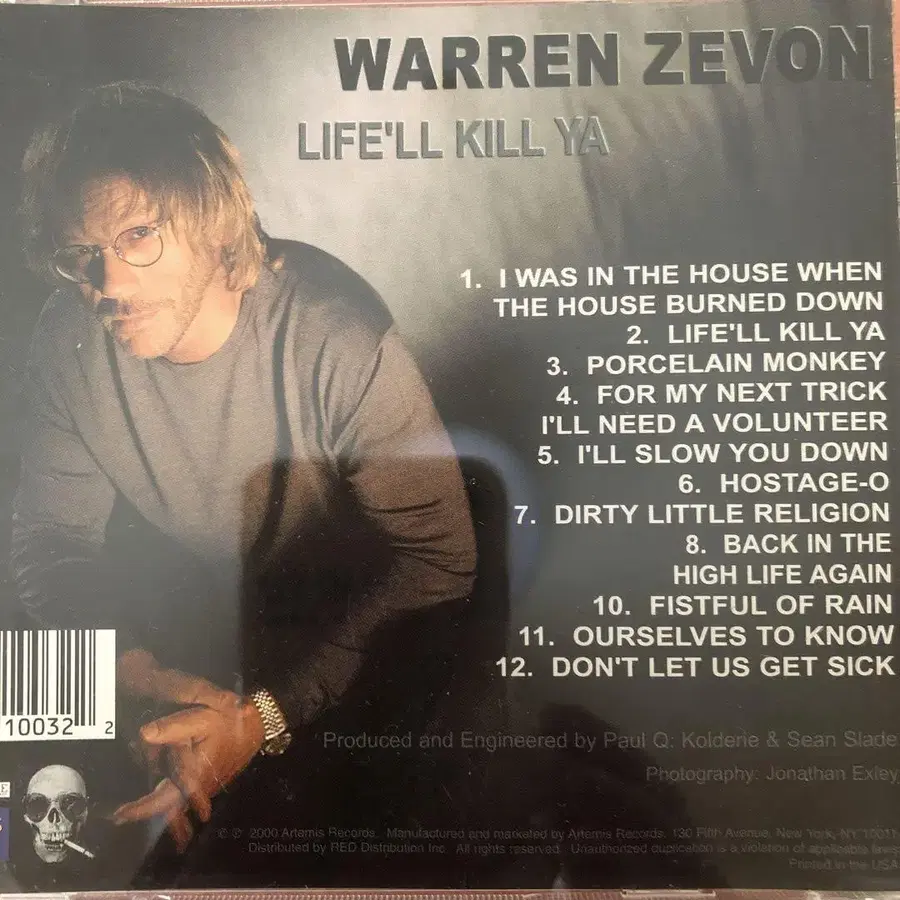 WARREN ZEVON
LIFE'LL KILL YA
1. I WAS IN THE HOUSE WHEN
THE HOUSE BURNED DOWN
2. LIFE'LL KILL YA
3. PORCELAIN MONKEY
4. FOR MY NEXT TRICK
I'LL NEED A VOLUNTEER
5. I'LL SLOW YOU DOWN
6. HOSTAGE-O
7. DIRTY LITTLE RELIGION
8. BACK IN THE
HIGH LIFE AGAIN
10. FISTFUL OF RAIN
11. OURSELVES TO KNOW
12. DON'T LET US GET SICK
10032 2
Produced and Engineered by Paul Q. Kolderie & Sean Slade
Photography: Jonathan Exley
© ℗ 2000 Artemis Records. Manufactured and marketed by Artemis Records, 130 Fifth Avenue, New York, NY 10011
Distributed by RED Distribution Inc. All rights reserved. Unauthorized duplication is a violation of applicable laws
Printed in the USA